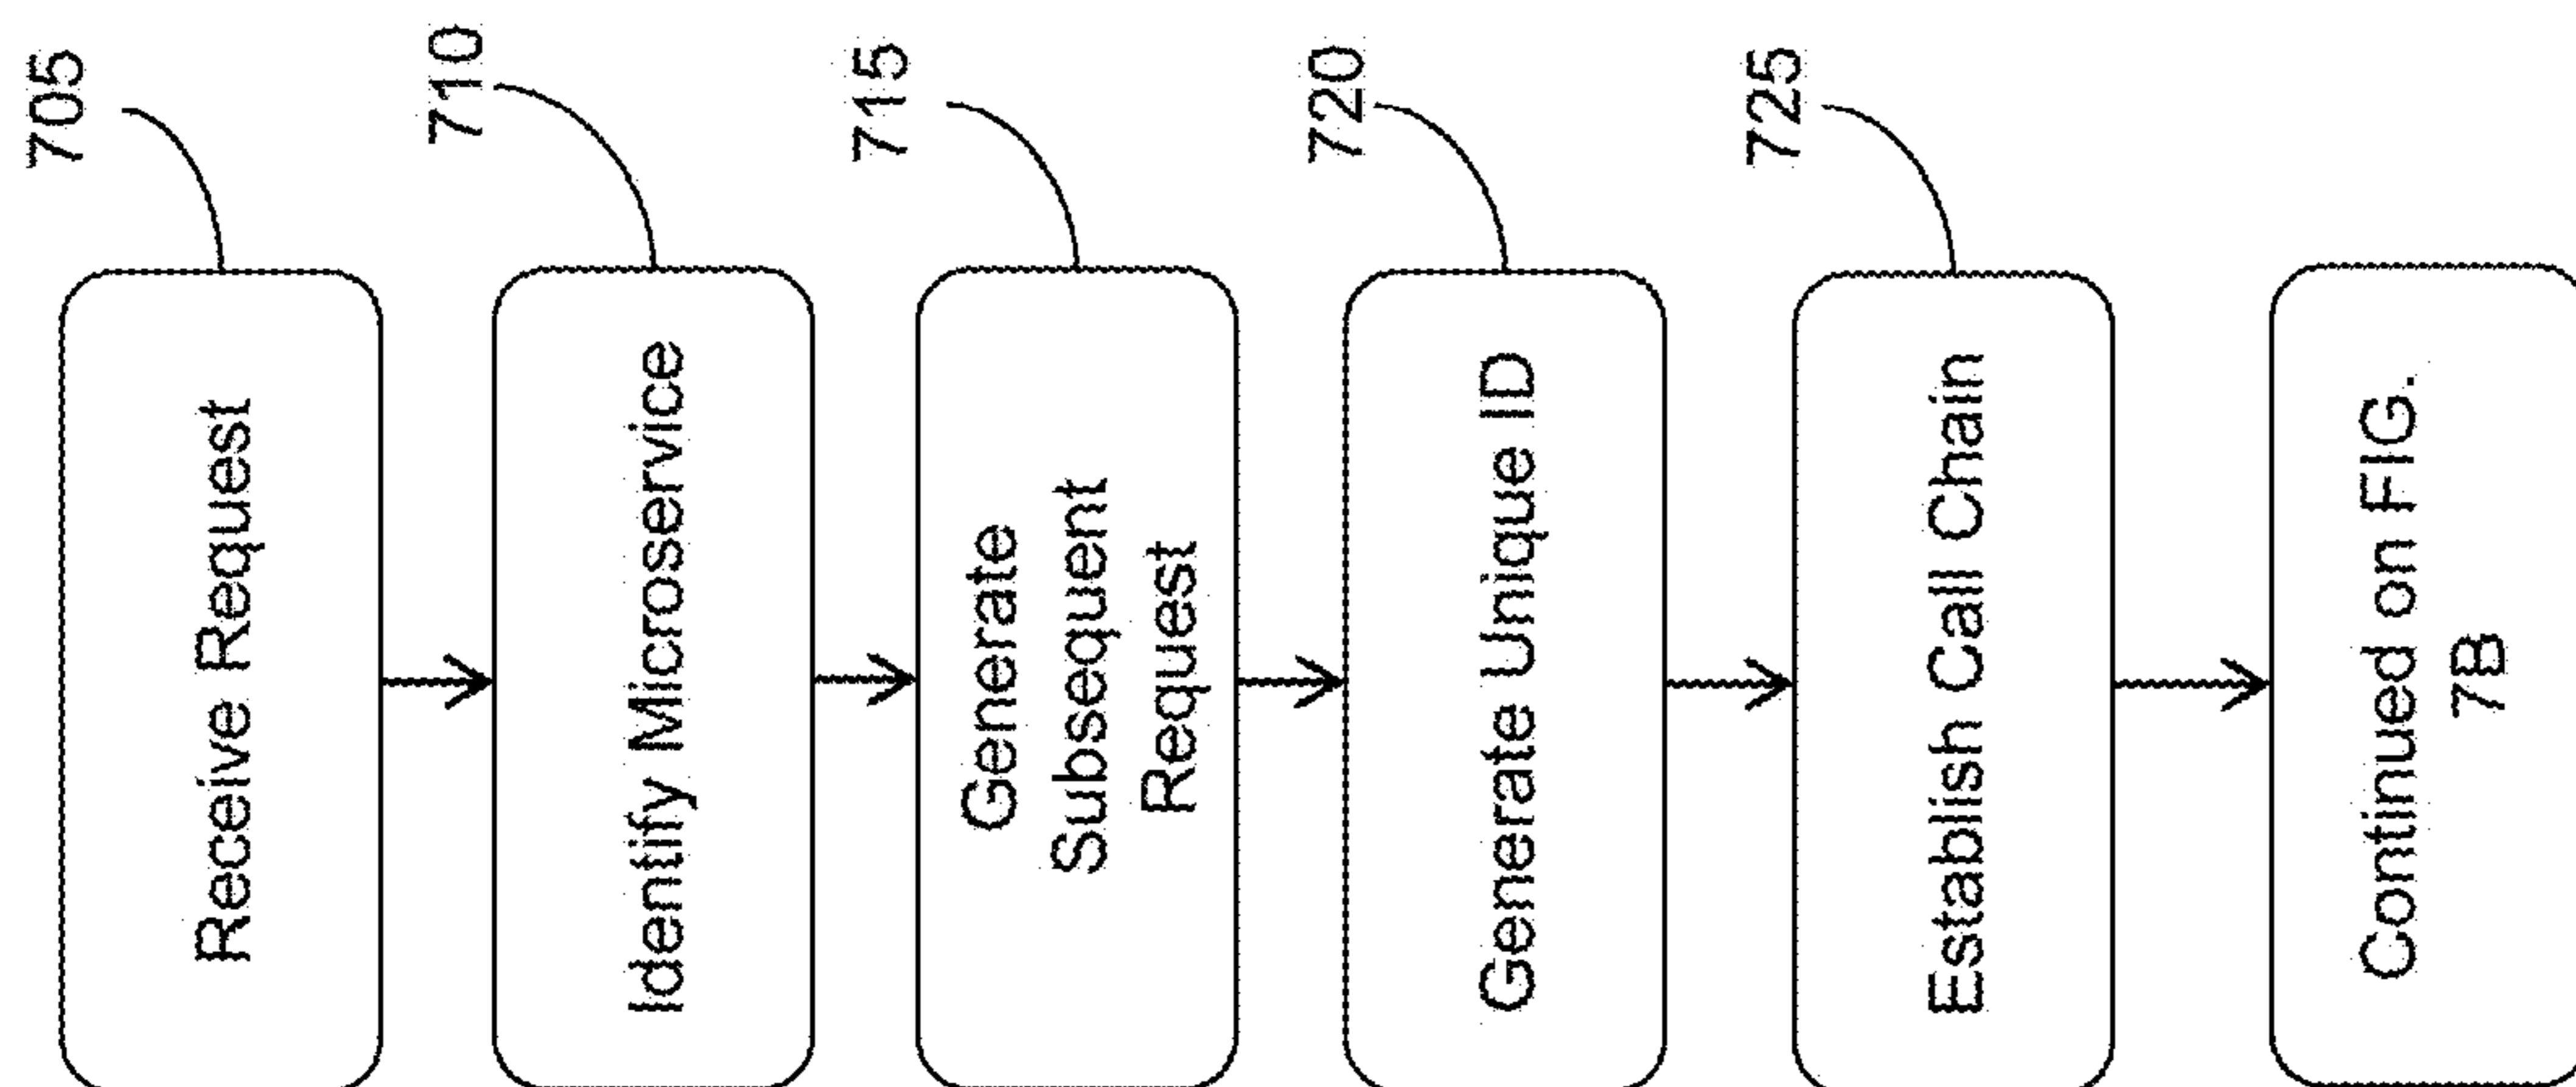 705
Receive Request
710
Identify Microservice
715
Generate
Subsequent
Request
720
Generate Unique ID
725
Establish Call Chain
Continued on FIG.
7B